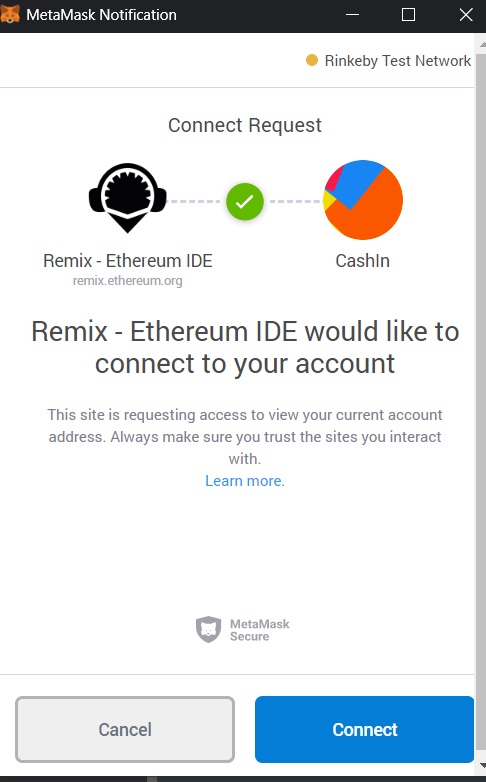 MetaMask Notification
Rinkeby Test Network
Connect Request
Remix - Ethereum IDE
remix.ethereum.org
CashIn
Remix - Ethereum IDE would like to
connect to your account
This site is requesting access to view your current account
address. Always make sure you trust the sites you interact
with.
Learn more.
MetaMask
Secure
Cancel
Connect